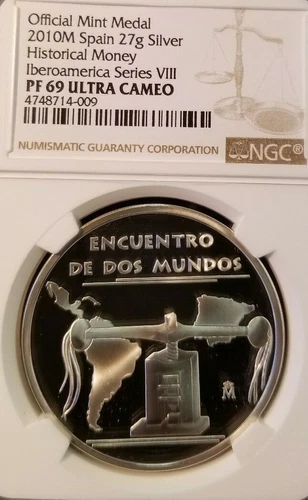 Official Mint Medal
2010M Spain 27g Silver
Historical Money
Iberoamerica Series VIII
PF 69 ULTRA CAMEO
4748714-009
NUMISMATIC GUARANTY CORPORATION
NGC®
ENCUENTRO
DE DOS MUNDOS
M